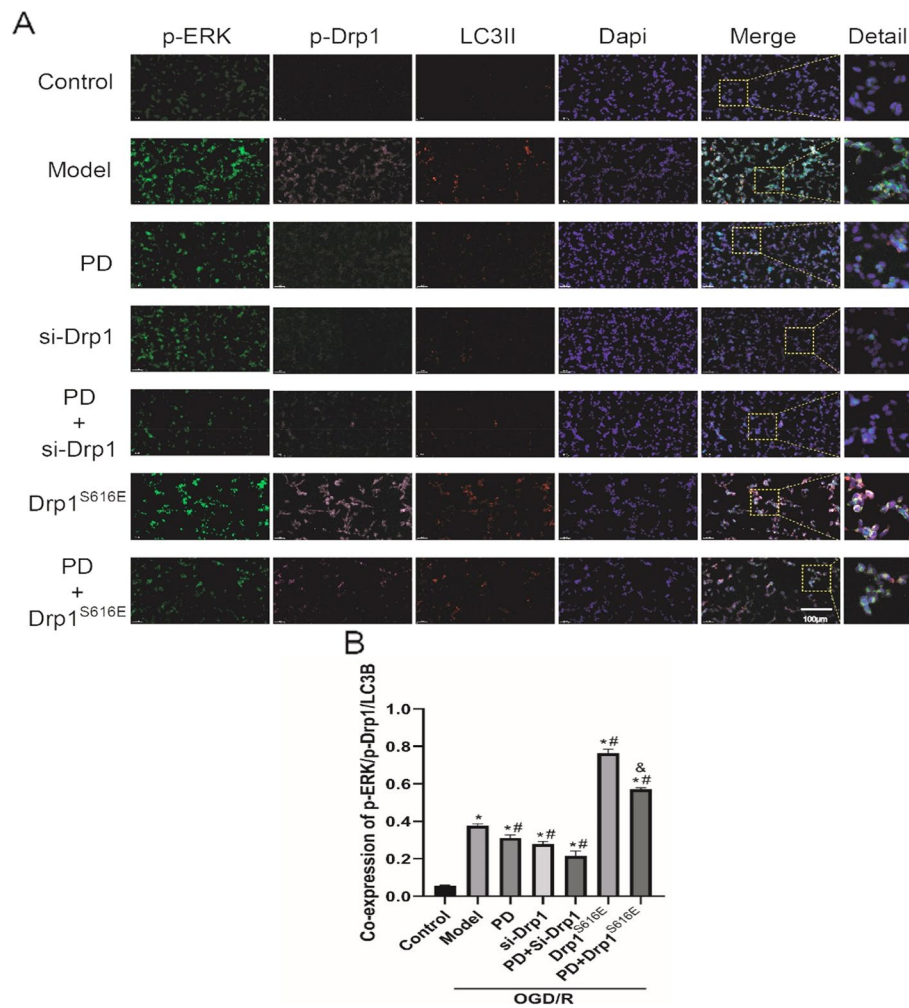 A
p-ERK p-Drp1 LC3II Dapi Merge Detail
Control
Model
PD
si-Drp1
PD
+
si-Drp1
Drp1S616E
PD
+
Drp1S616E
100μm
B
Co-expression of p-ERK/p-Drp1/LC3B
1.0
0.8
0.6
0.4
0.2
0.0
*
*#
*#
*#
*#
&
*#
Control
Model
PD
si-Drp1
PD+Si-Drp1
Drp1S616E
PD+Drp1S616E
OGD/R